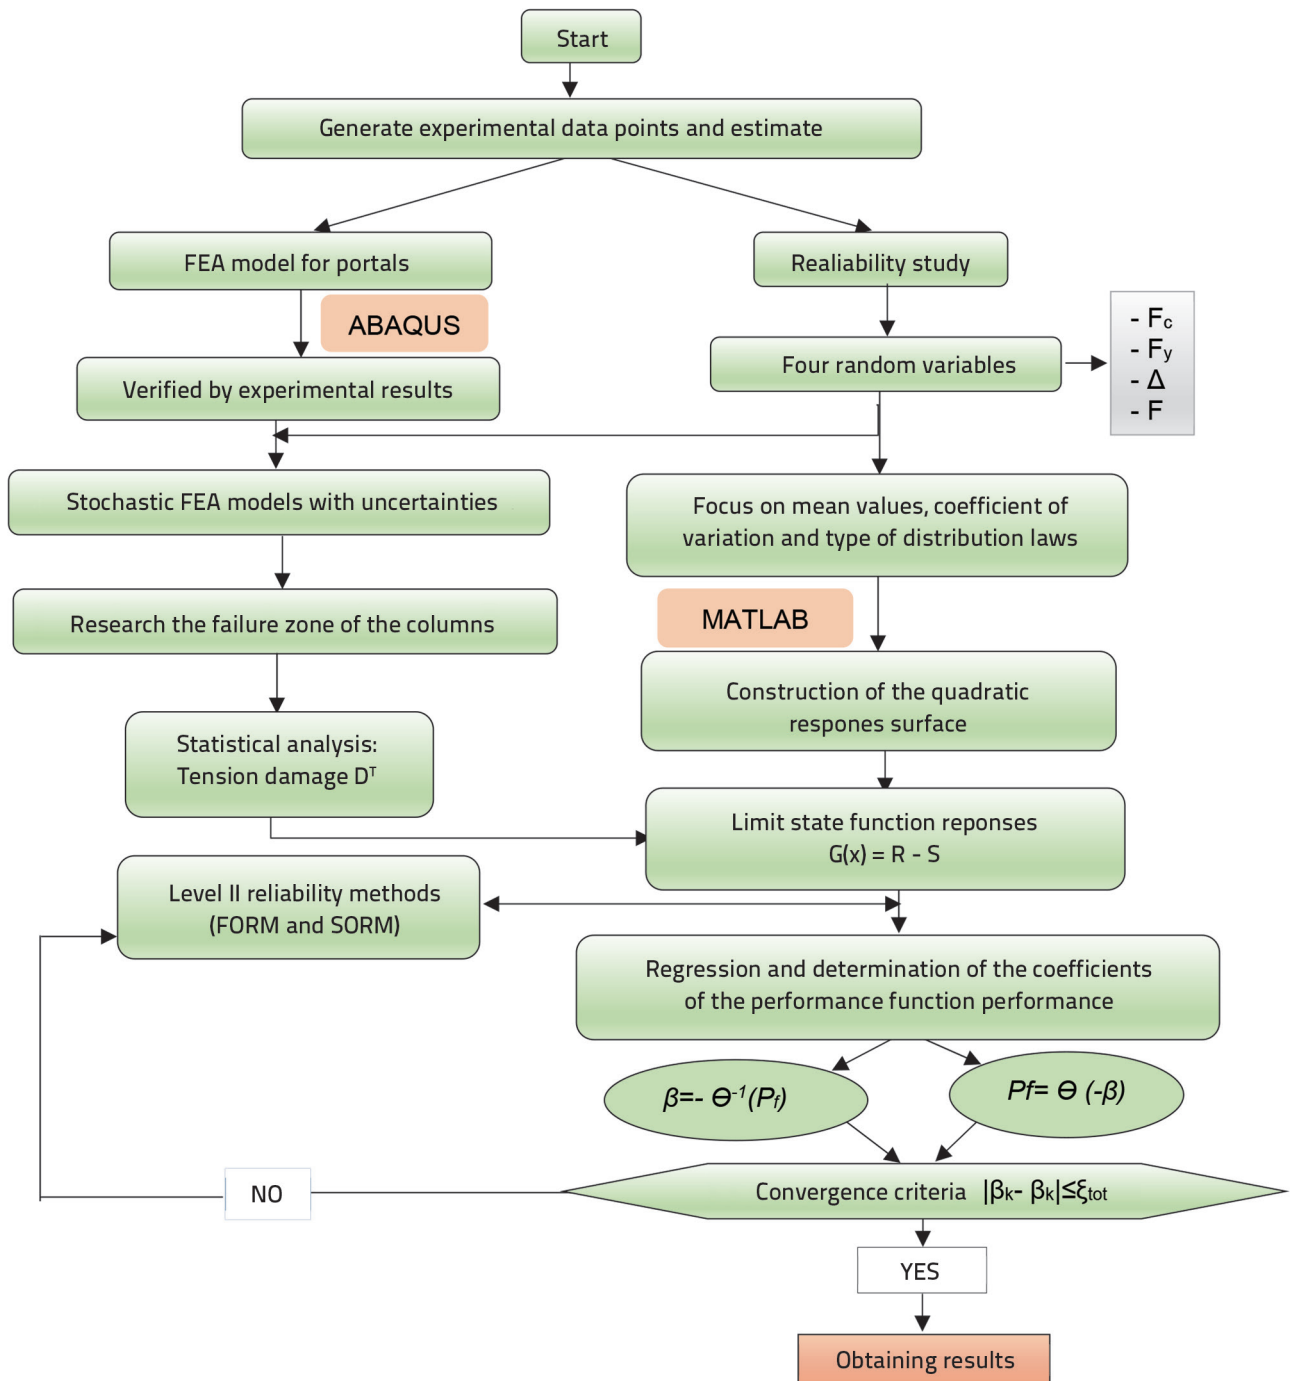 Start
Generate experimental data points and estimate
FEA model for portals
Realiability study
ABAQUS
- Fc
- Fy
- Δ
- F
Four random variables
Verified by experimental results
Stochastic FEA models with uncertainties
Focus on mean values, coefficient of
variation and type of distribution laws
Research the failure zone of the columns
MATLAB
Construction of the quadratic
respones surface
Statistical analysis:
Tension damage Dᵀ
Limit state function reponses
G(x) = R - S
Level II reliability methods
(FORM and SORM)
Regression and determination of the coefficients
of the performance function performance
β=- Ɵ⁻¹(Pf)
Pf= Ɵ (-β)
NO
Convergence criteria |βk- βk|≤ξtot
YES
Obtaining results